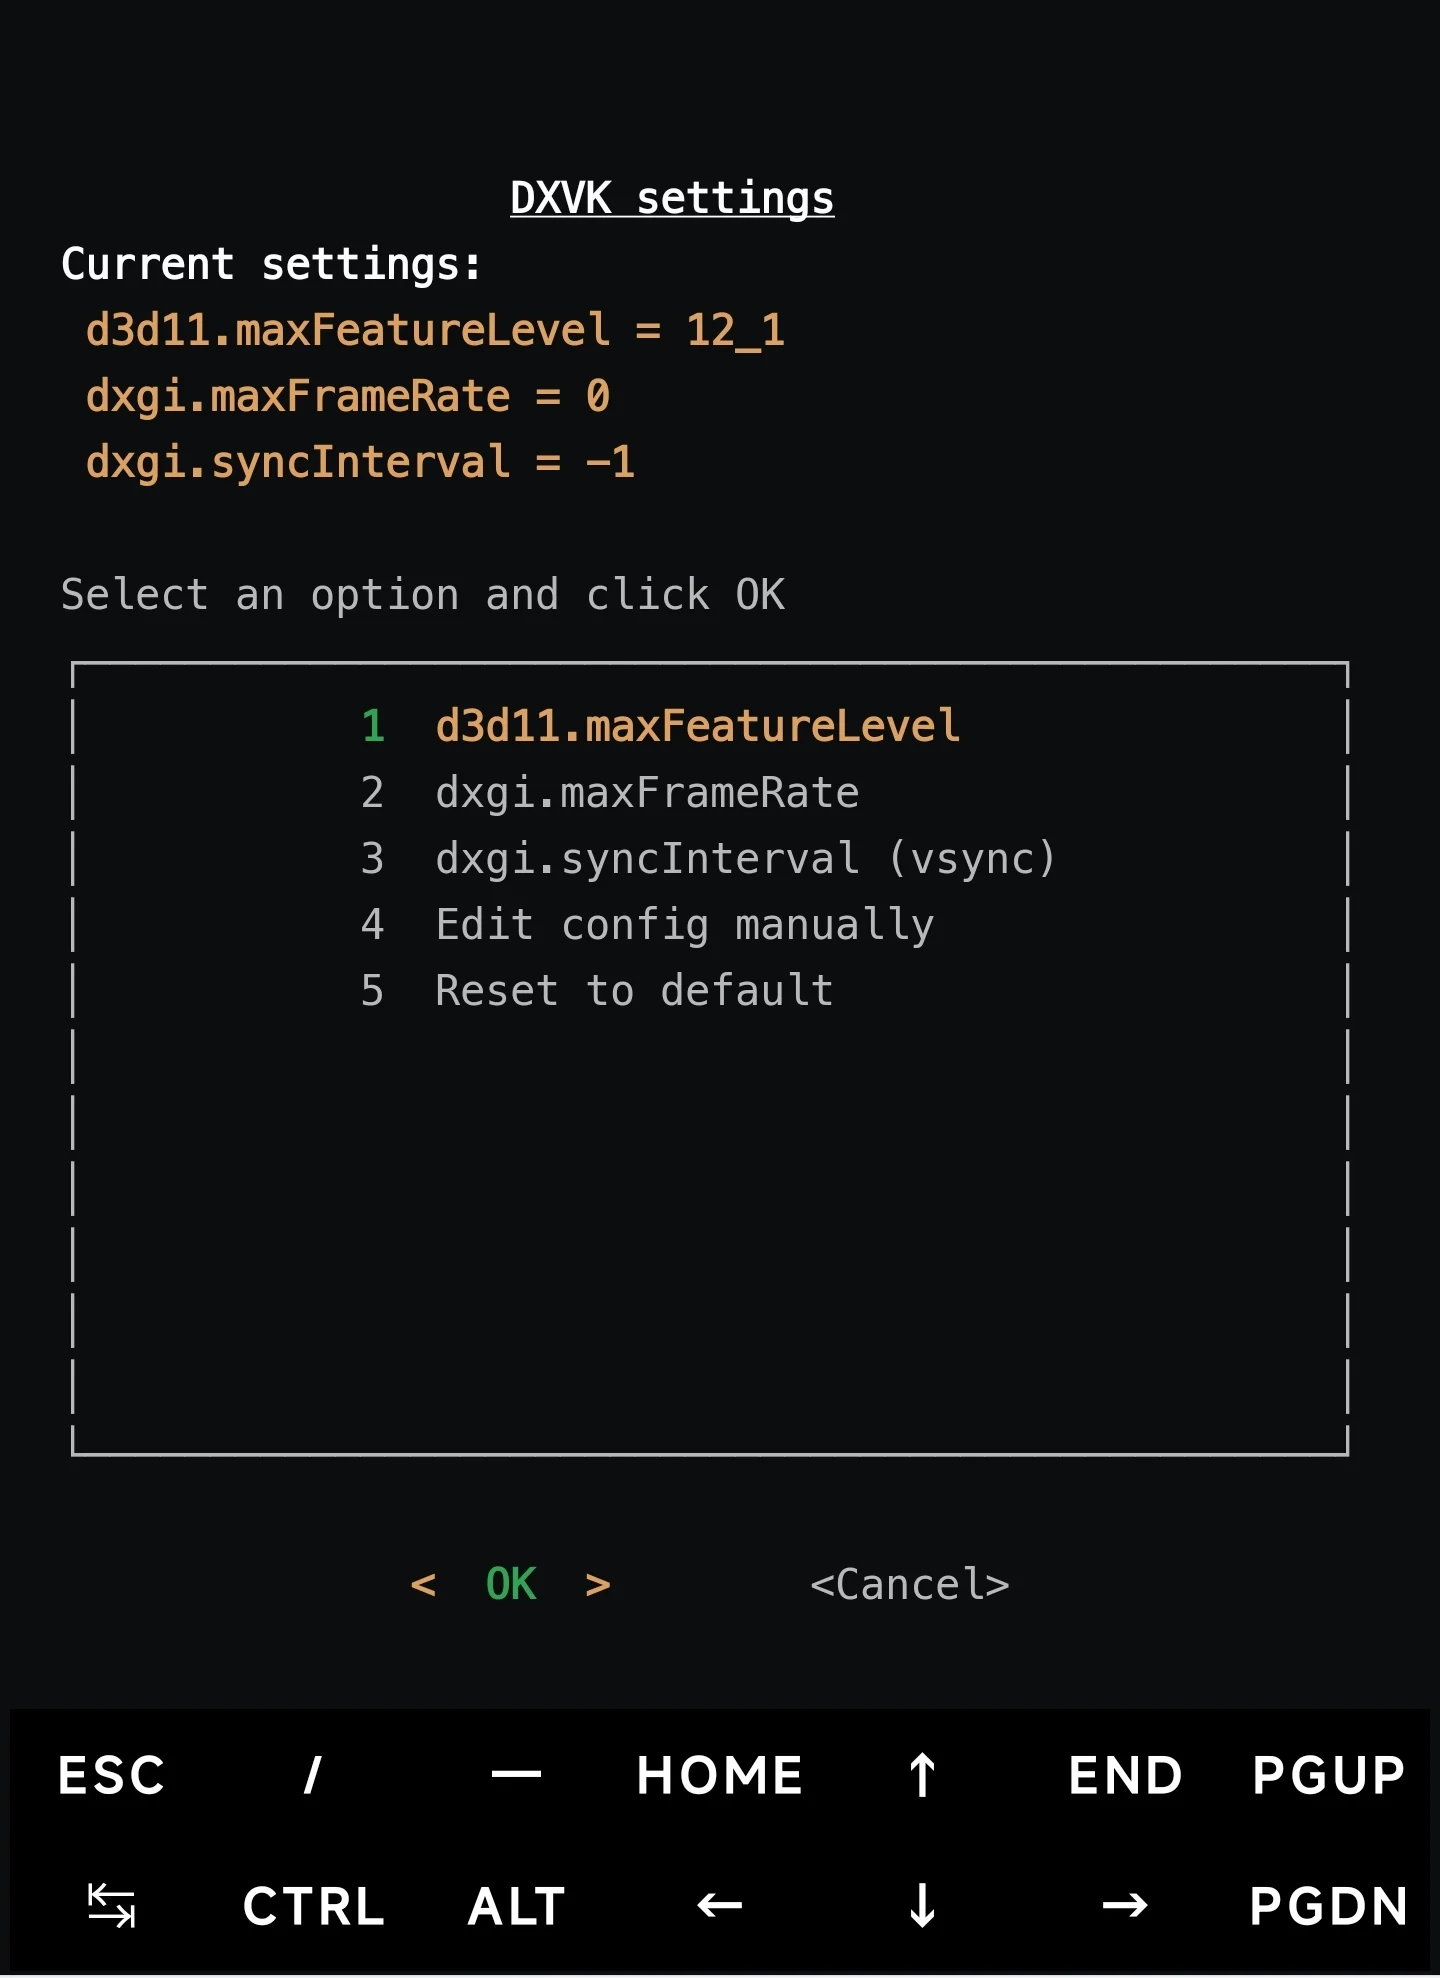 DXVK settings
Current settings:
d3d11.maxFeatureLevel = 12_1
dxgi.maxFrameRate = 0
dxgi.syncInterval = -1
Select an option and click OK
1 d3d11.maxFeatureLevel
2 dxgi.maxFrameRate
3 dxgi.syncInterval (vsync)
4 Edit config manually
5 Reset to default
< OK > <Cancel>
ESC / — HOME ↑ END PGUP
↹ CTRL ALT ← ↓ → PGDN